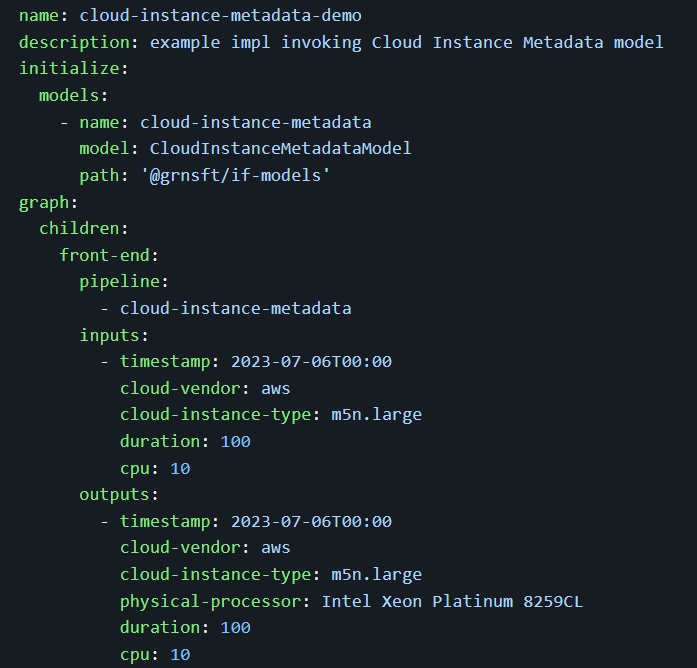 name: cloud-instance-metadata-demo
description: example impl invoking Cloud Instance Metadata model
initialize:
  models:
    - name: cloud-instance-metadata
      model: CloudInstanceMetadataModel
      path: '@grnsft/if-models'
graph:
  children:
    front-end:
      pipeline:
        - cloud-instance-metadata
      inputs:
        - timestamp: 2023-07-06T00:00
          cloud-vendor: aws
          cloud-instance-type: m5n.large
          duration: 100
          cpu: 10
      outputs:
        - timestamp: 2023-07-06T00:00
          cloud-vendor: aws
          cloud-instance-type: m5n.large
          physical-processor: Intel Xeon Platinum 8259CL
          duration: 100
          cpu: 10